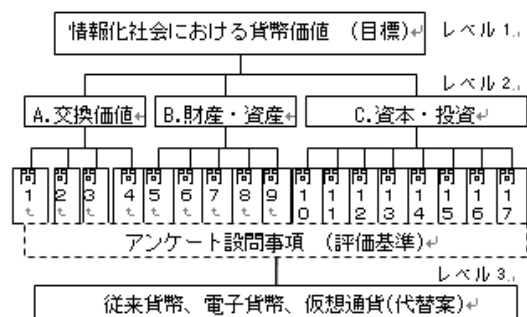 情報化社会における貨幣価値 (目標)↵
レベル 1.
レベル 2.
A.交換価値↵
B.財産・資産↵
C.資本・投資↵
問1
問2
問3
問4
問5
問6
問7
問8
問9
問10
問11
問12
問13
問14
問15
問16
問17
アンケート設問事項 (評価基準)↵
レベル 3.
従来貨幣、電子貨幣、仮想通貨(代替案)↵